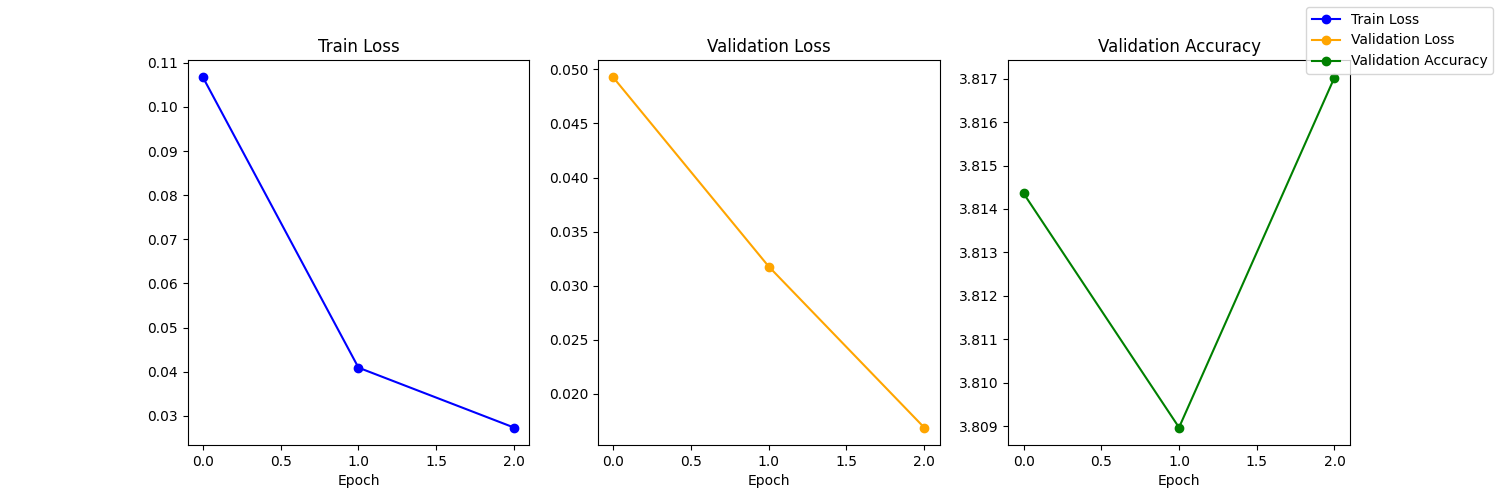 Train Loss
Validation Loss
Validation Accuracy
Train Loss
Validation Loss
Validation Accuracy
0.11
0.10
0.09
0.08
0.07
0.06
0.05
0.04
0.03
0.0 0.5 1.0 1.5 2.0
Epoch
0.050
0.045
0.040
0.035
0.030
0.025
0.020
0.0 0.5 1.0 1.5 2.0
Epoch
3.817
3.816
3.815
3.814
3.813
3.812
3.811
3.810
3.809
0.0 0.5 1.0 1.5 2.0
Epoch